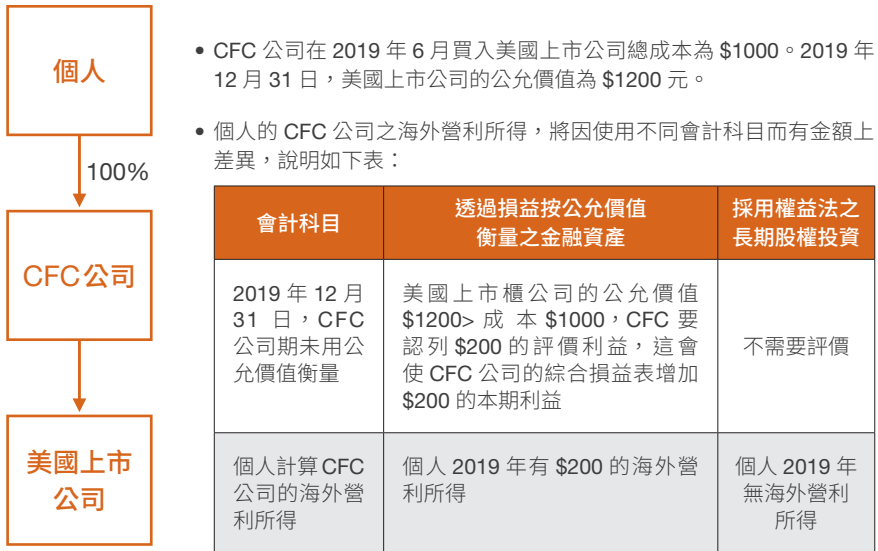 個人
100%
CFC公司
美國上市
公司
• CFC 公司在 2019 年 6 月買入美國上市公司總成本為 $1000。2019 年
12 月 31 日，美國上市公司的公允價值為 $1200 元。
• 個人的 CFC 公司之海外營利所得，將因使用不同會計科目而有金額上
差異，說明如下表：
會計科目
透過損益按公允價值
衡量之金融資產
採用權益法之
長期股權投資
2019 年 12 月
31 日，CFC
公司期未用公
允價值衡量
美國上市櫃公司的公允價值
$1200> 成 本 $1000，CFC 要
認列 $200 的評價利益，這會
使 CFC 公司的綜合損益表增加
$200 的本期利益
不需要評價
個人計算 CFC
公司的海外營
利所得
個人 2019 年有 $200 的海外營
利所得
個人 2019 年
無海外營利
所得